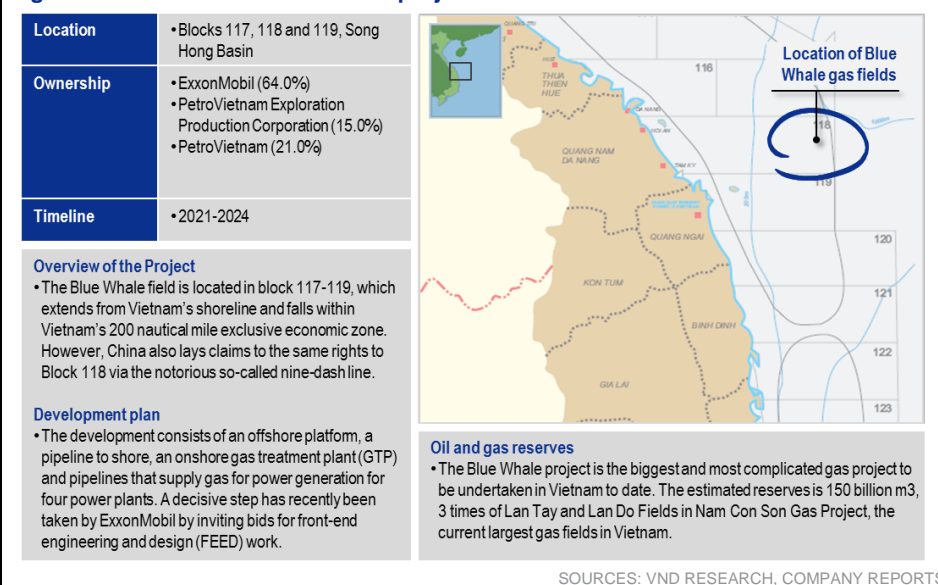 Location
•Blocks 117, 118 and 119, Song
Hong Basin
Ownership
•ExxonMobil (64.0%)
•PetroVietnam Exploration
Production Corporation (15.0%)
•PetroVietnam (21.0%)
Timeline
•2021-2024
Overview of the Project
•The Blue Whale field is located in block 117-119, which
extends from Vietnam’s shoreline and falls within
Vietnam’s 200 nautical mile exclusive economic zone.
However, China also lays claims to the same rights to
Block 118 via the notorious so-called nine-dash line.
Development plan
•The development consists of an offshore platform, a
pipeline to shore, an onshore gas treatment plant (GTP)
and pipelines that supply gas for power generation for
four power plants. A decisive step has recently been
taken by ExxonMobil by inviting bids for front-end
engineering and design (FEED) work.
QUANG TRI
HUE
THUA
THIEN
HUE
DA NANG
HOI AN
QUANG NAM
DA NANG
TAM KY
QUANG NGAI
KON TUM
BINH DINH
GIA LAI
116
Location of Blue
Whale gas fields
118
119
120
121
122
123
Oil and gas reserves
•The Blue Whale project is the biggest and most complicated gas project to
be undertaken in Vietnam to date. The estimated reserves is 150 billion m3,
3 times of Lan Tay and Lan Do Fields in Nam Con Son Gas Project, the
current largest gas fields in Vietnam.
SOURCES: VND RESEARCH, COMPANY REPORTS